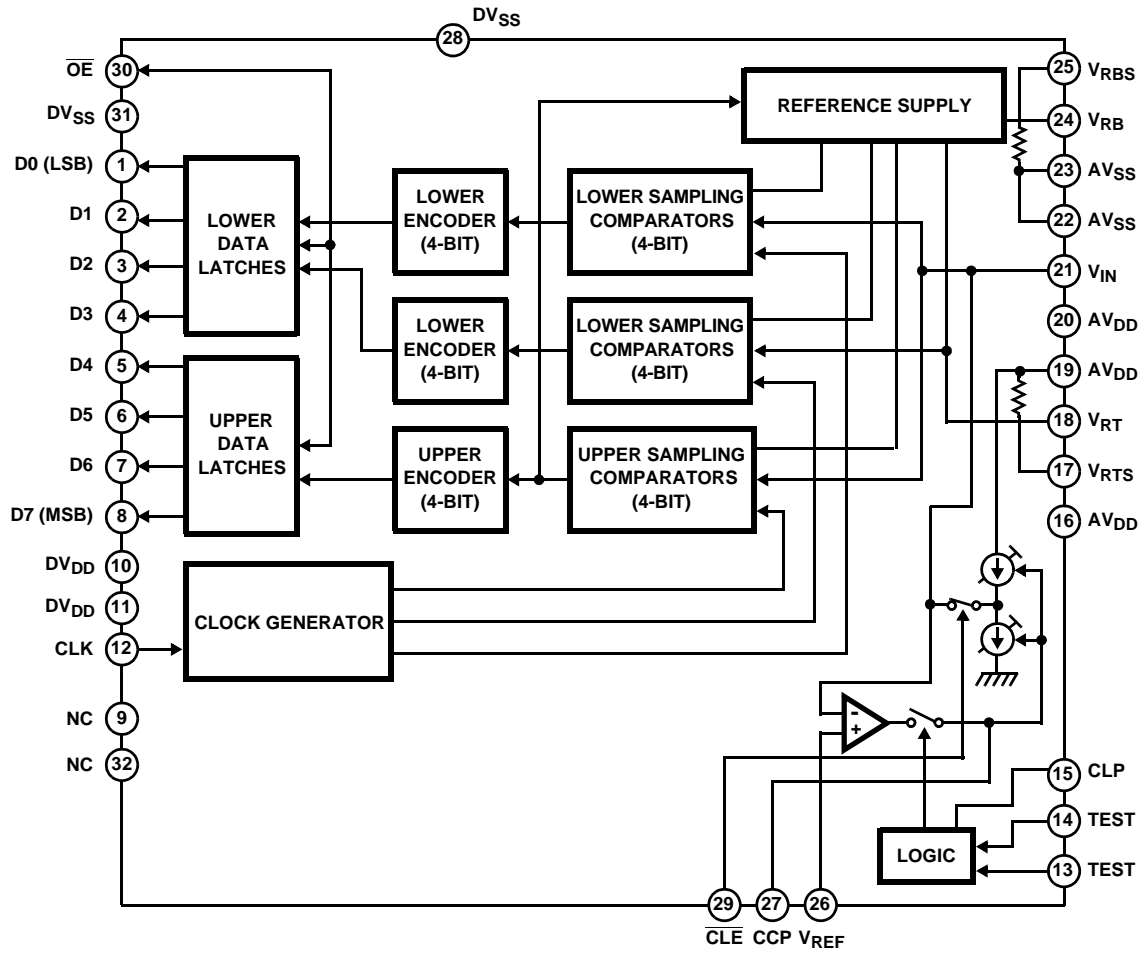 DVSS
28
OE
30
DVSS
31
D0 (LSB)
1
D1
2
D2
3
D3
4
D4
5
D5
6
D6
7
D7 (MSB)
8
DVDD
10
DVDD
11
CLK
12
NC
9
NC
32
LOWER
DATA
LATCHES
UPPER
DATA
LATCHES
CLOCK GENERATOR
LOWER
ENCODER
(4-BIT)
LOWER
ENCODER
(4-BIT)
UPPER
ENCODER
(4-BIT)
REFERENCE SUPPLY
LOWER SAMPLING
COMPARATORS
(4-BIT)
LOWER SAMPLING
COMPARATORS
(4-BIT)
UPPER SAMPLING
COMPARATORS
(4-BIT)
25
VRBS
24
VRB
23
AVSS
22
AVSS
21
VIN
20
AVDD
19
AVDD
18
VRT
17
VRTS
16
AVDD
-
+
LOGIC
15
CLP
14
TEST
13
TEST
29
CLE
27
CCP
26
VREF